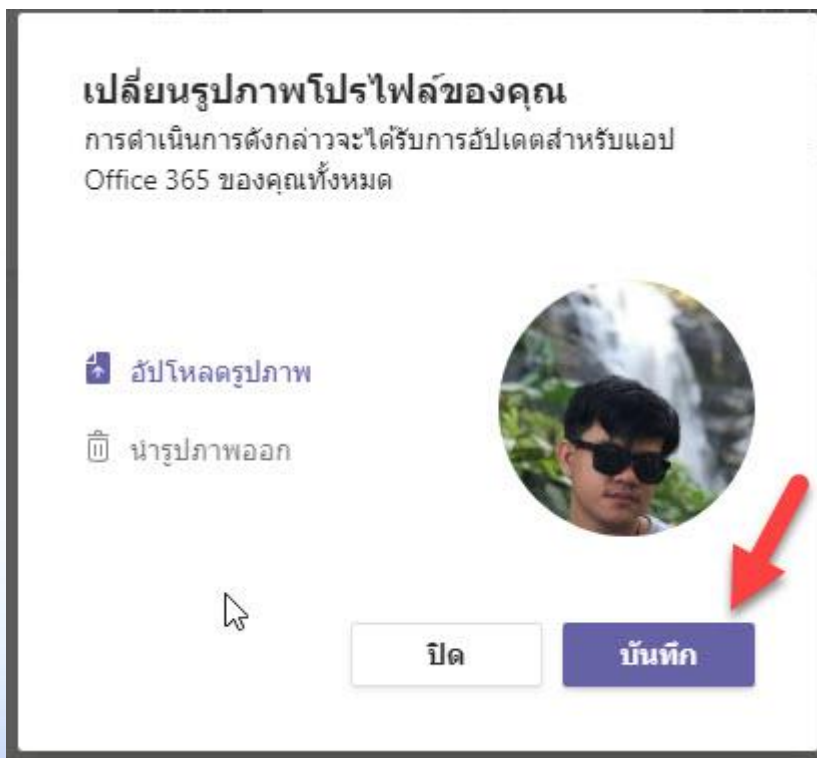 เปลี่ยนรูปภาพโปรไฟล์ของคุณ
การดำเนินการดังกล่าวจะได้รับการอัปเดตสำหรับแอป
Office 365 ของคุณทั้งหมด
อัปโหลดรูปภาพ
นำรูปภาพออก
ปิด
บันทึก